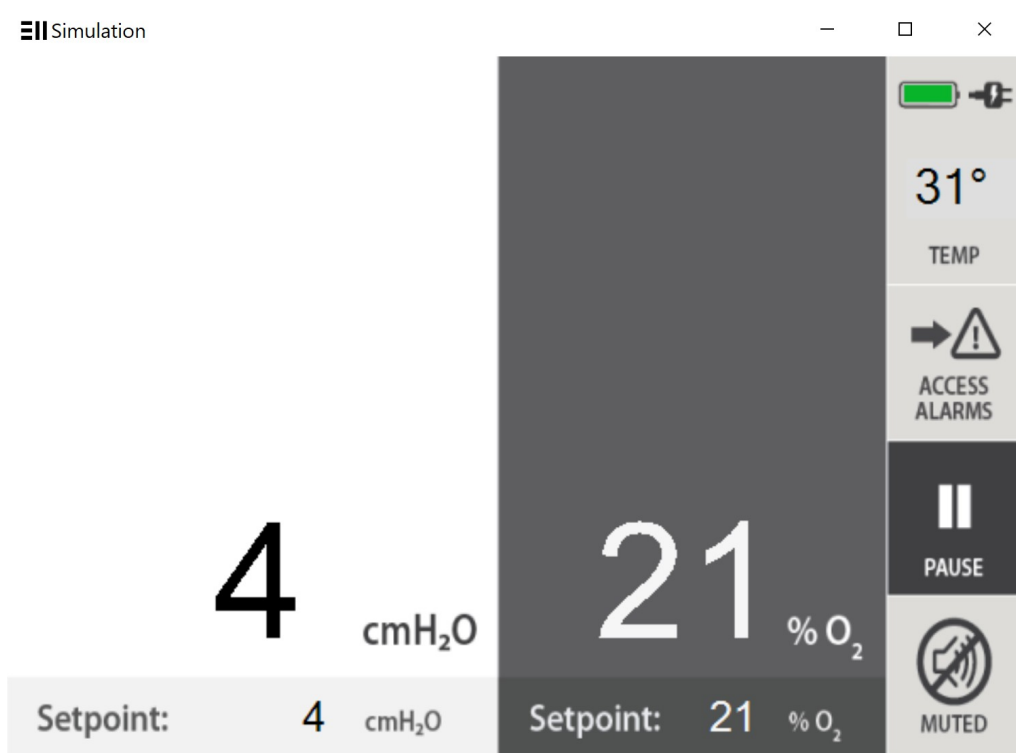 Simulation
31°
TEMP
ACCESS
ALARMS
PAUSE
4 cmH₂O
21 % O₂
Setpoint: 4 cmH₂O
Setpoint: 21 % O₂
MUTED